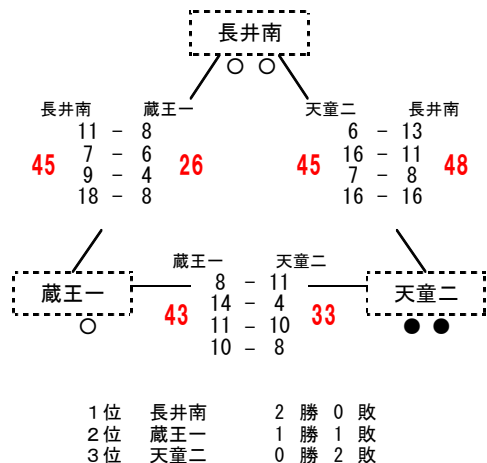 長井南
○ ○
長井南 蔵王一
45 26
11 - 8
7 - 6
9 - 4
18 - 8
天童二 長井南
45 48
6 - 13
16 - 11
7 - 8
16 - 16
蔵王一
○
蔵王一 天童二
43 33
8 - 11
14 - 4
11 - 10
10 - 8
天童二
● ●
1位 長井南 2 勝 0 敗
2位 蔵王一 1 勝 1 敗
3位 天童二 0 勝 2 敗